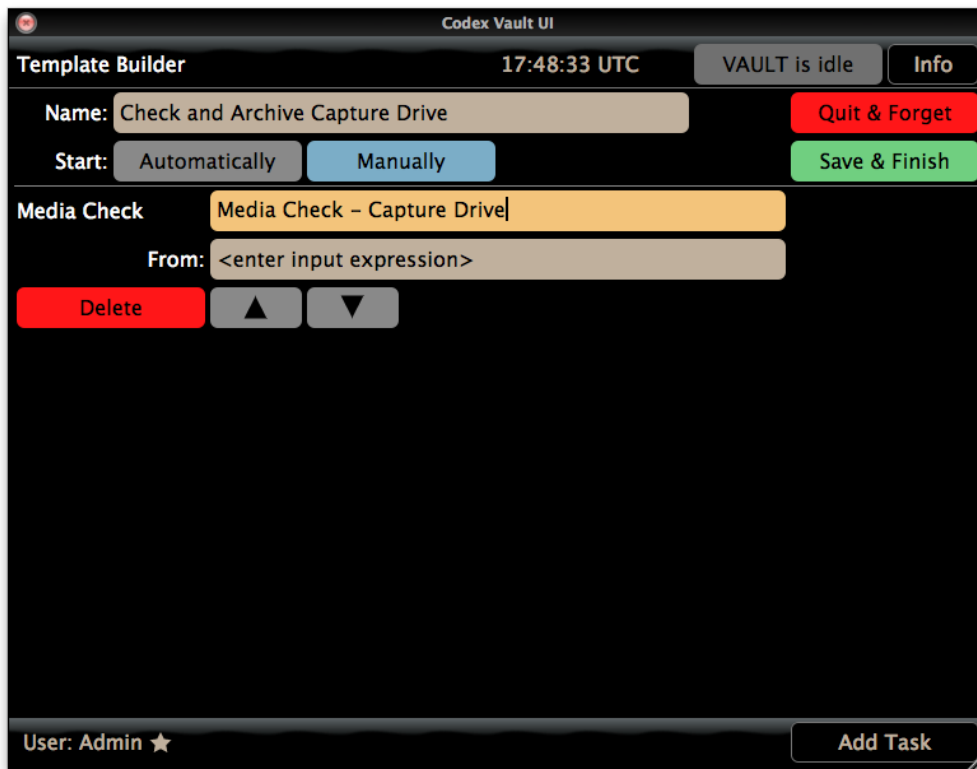 Codex Vault UI
Template Builder 17:48:33 UTC VAULT is idle Info
Name: Check and Archive Capture Drive Quit & Forget
Start: Automatically Manually Save & Finish
Media Check Media Check – Capture Drive
From: <enter input expression>
Delete ▲ ▼
User: Admin ★ Add Task